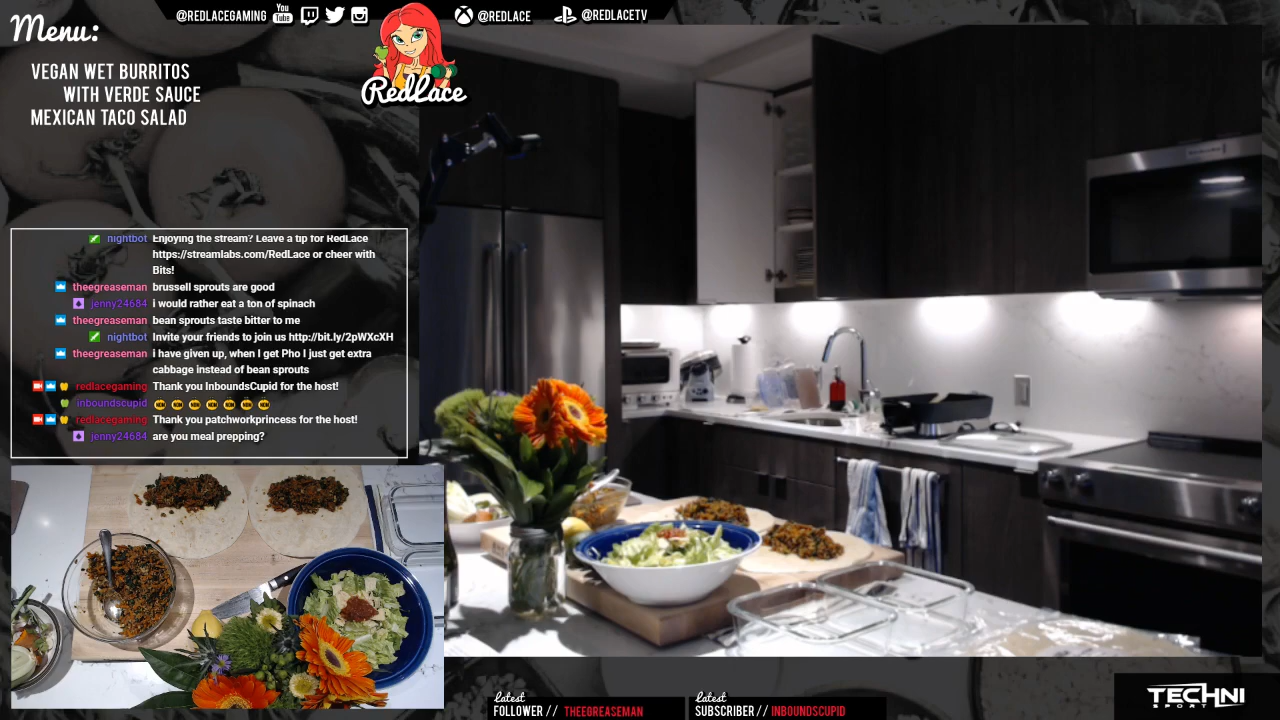 @REDLACEGAMING You Tube @REDLACE @REDLACETV
Menu:
RedLace
VEGAN WET BURRITOS
WITH VERDE SAUCE
MEXICAN TACO SALAD
nightbot Enjoying the stream? Leave a tip for RedLace
https://streamlabs.com/RedLace or cheer with
Bits!
theegreaseman brussell sprouts are good
jenny24684 i would rather eat a ton of spinach
theegreaseman bean sprouts taste bitter to me
nightbot Invite your friends to join us http://bit.ly/2pWXcXH
theegreaseman i have given up, when I get Pho I just get extra
cabbage instead of bean sprouts
redlacegaming Thank you InboundsCupid for the host!
inboundscupid
redlacegaming Thank you patchworkprincess for the host!
jenny24684 are you meal prepping?
latest
FOLLOWER // THEEGREASEMAN
latest
SUBSCRIBER // INBOUNDSCUPID
TECHNI
SPORT